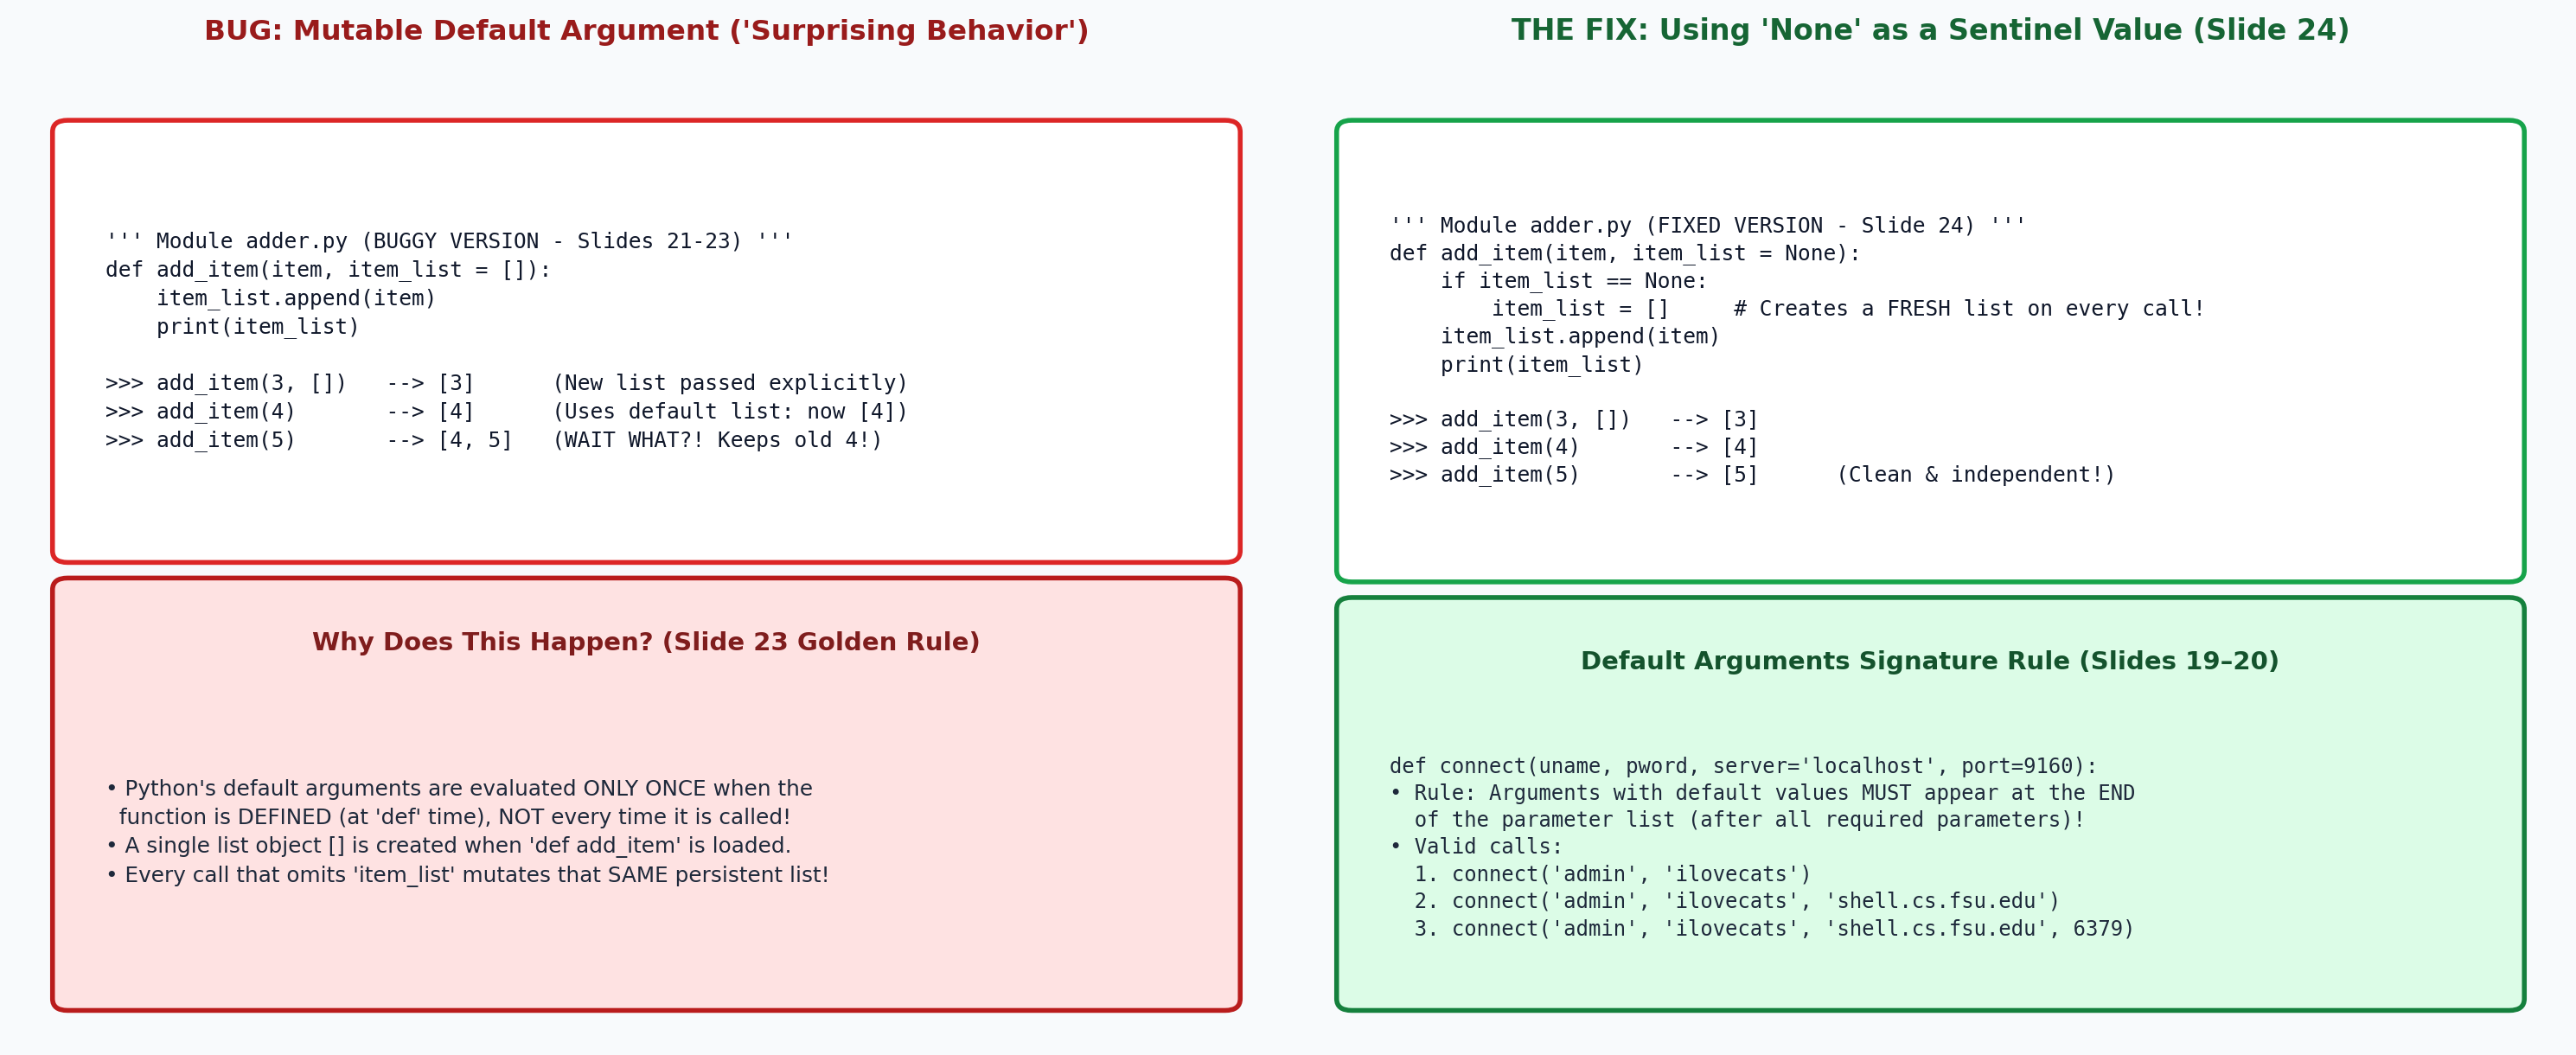 BUG: Mutable Default Argument ('Surprising Behavior')
''' Module adder.py (BUGGY VERSION - Slides 21-23) '''
def add_item(item, item_list = []):
    item_list.append(item)
    print(item_list)
>>> add_item(3, [])   --> [3]      (New list passed explicitly)
>>> add_item(4)       --> [4]      (Uses default list: now [4])
>>> add_item(5)       --> [4, 5]   (WAIT WHAT?! Keeps old 4!)
Why Does This Happen? (Slide 23 Golden Rule)
• Python's default arguments are evaluated ONLY ONCE when the
  function is DEFINED (at 'def' time), NOT every time it is called!
• A single list object [] is created when 'def add_item' is loaded.
• Every call that omits 'item_list' mutates that SAME persistent list!
THE FIX: Using 'None' as a Sentinel Value (Slide 24)
''' Module adder.py (FIXED VERSION - Slide 24) '''
def add_item(item, item_list = None):
    if item_list == None:
        item_list = []     # Creates a FRESH list on every call!
    item_list.append(item)
    print(item_list)
>>> add_item(3, [])   --> [3]
>>> add_item(4)       --> [4]
>>> add_item(5)       --> [5]      (Clean & independent!)
Default Arguments Signature Rule (Slides 19–20)
def connect(uname, pword, server='localhost', port=9160):
• Rule: Arguments with default values MUST appear at the END
  of the parameter list (after all required parameters)!
• Valid calls:
  1. connect('admin', 'ilovecats')
  2. connect('admin', 'ilovecats', 'shell.cs.fsu.edu')
  3. connect('admin', 'ilovecats', 'shell.cs.fsu.edu', 6379)